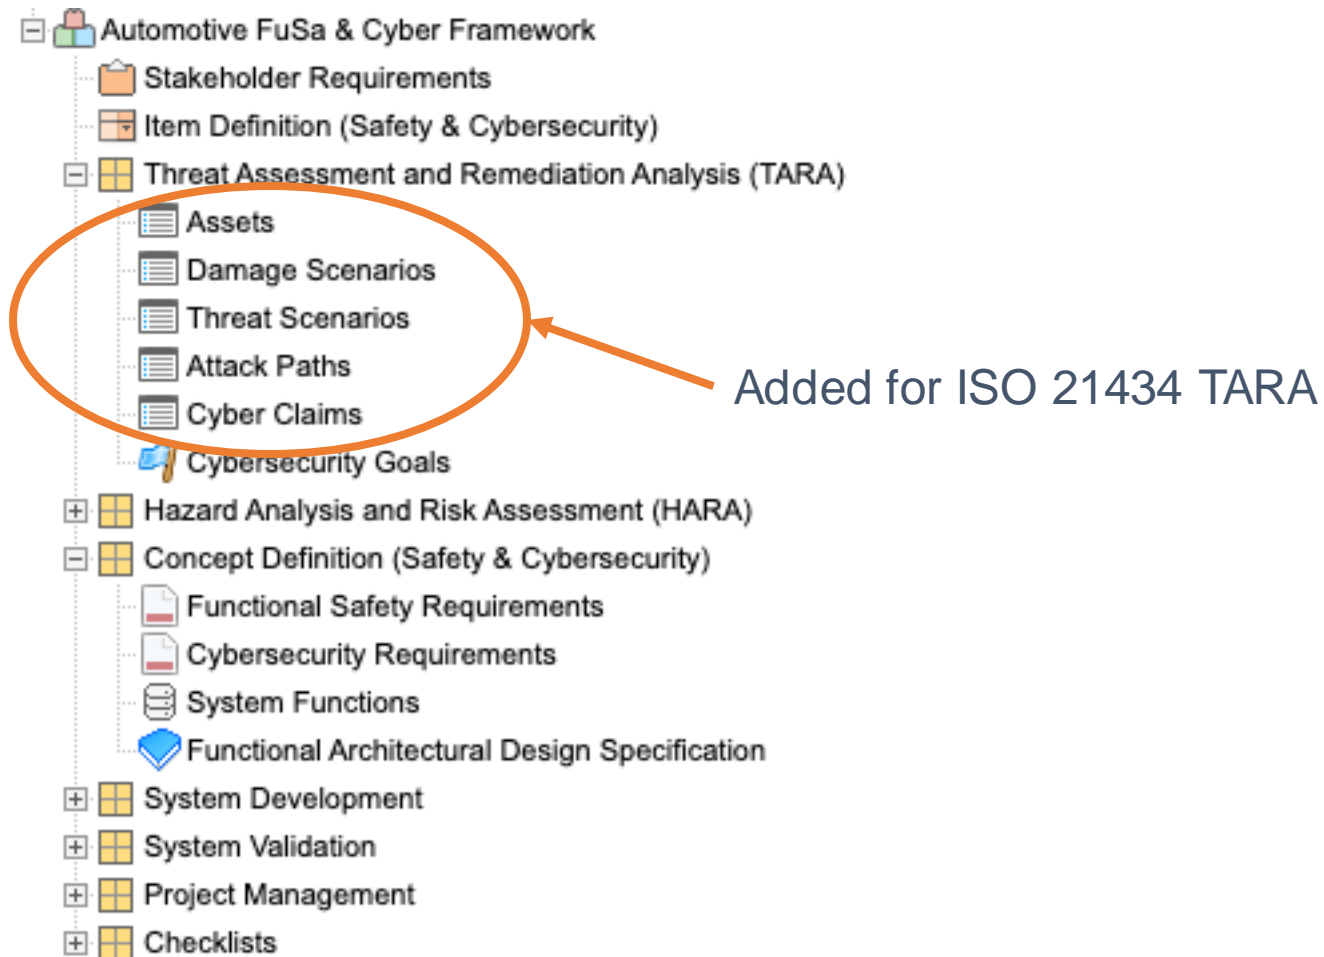 Automotive FuSa & Cyber Framework
Stakeholder Requirements
Item Definition (Safety & Cybersecurity)
Threat Assessment and Remediation Analysis (TARA)
Assets
Damage Scenarios
Threat Scenarios
Attack Paths
Added for ISO 21434 TARA
Cyber Claims
Cybersecurity Goals
Hazard Analysis and Risk Assessment (HARA)
Concept Definition (Safety & Cybersecurity)
Functional Safety Requirements
Cybersecurity Requirements
System Functions
Functional Architectural Design Specification
System Development
System Validation
Project Management
Checklists